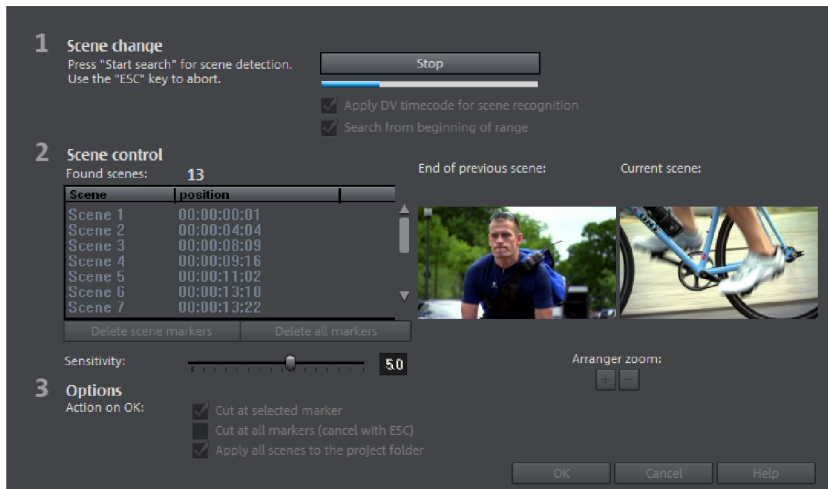 1 Scene change
Press "Start search" for scene detection.
Use the "ESC" key to abort.
Stop
Apply DV timecode for scene recognition
Search from beginning of range
2 Scene control
Found scenes: 13
End of previous scene: Current scene:
Scene position
Scene 1 00:00:00:01
Scene 2 00:00:04:04
Scene 3 00:00:08:09
Scene 4 00:00:09:16
Scene 5 00:00:11:02
Scene 6 00:00:13:10
Scene 7 00:00:13:22
Delete scene markers Delete all markers
Sensitivity: 5.0
Arranger zoom:
+ −
3 Options
Action on OK:
Cut at selected marker
Cut at all markers (cancel with ESC)
Apply all scenes to the project folder
OK Cancel Help